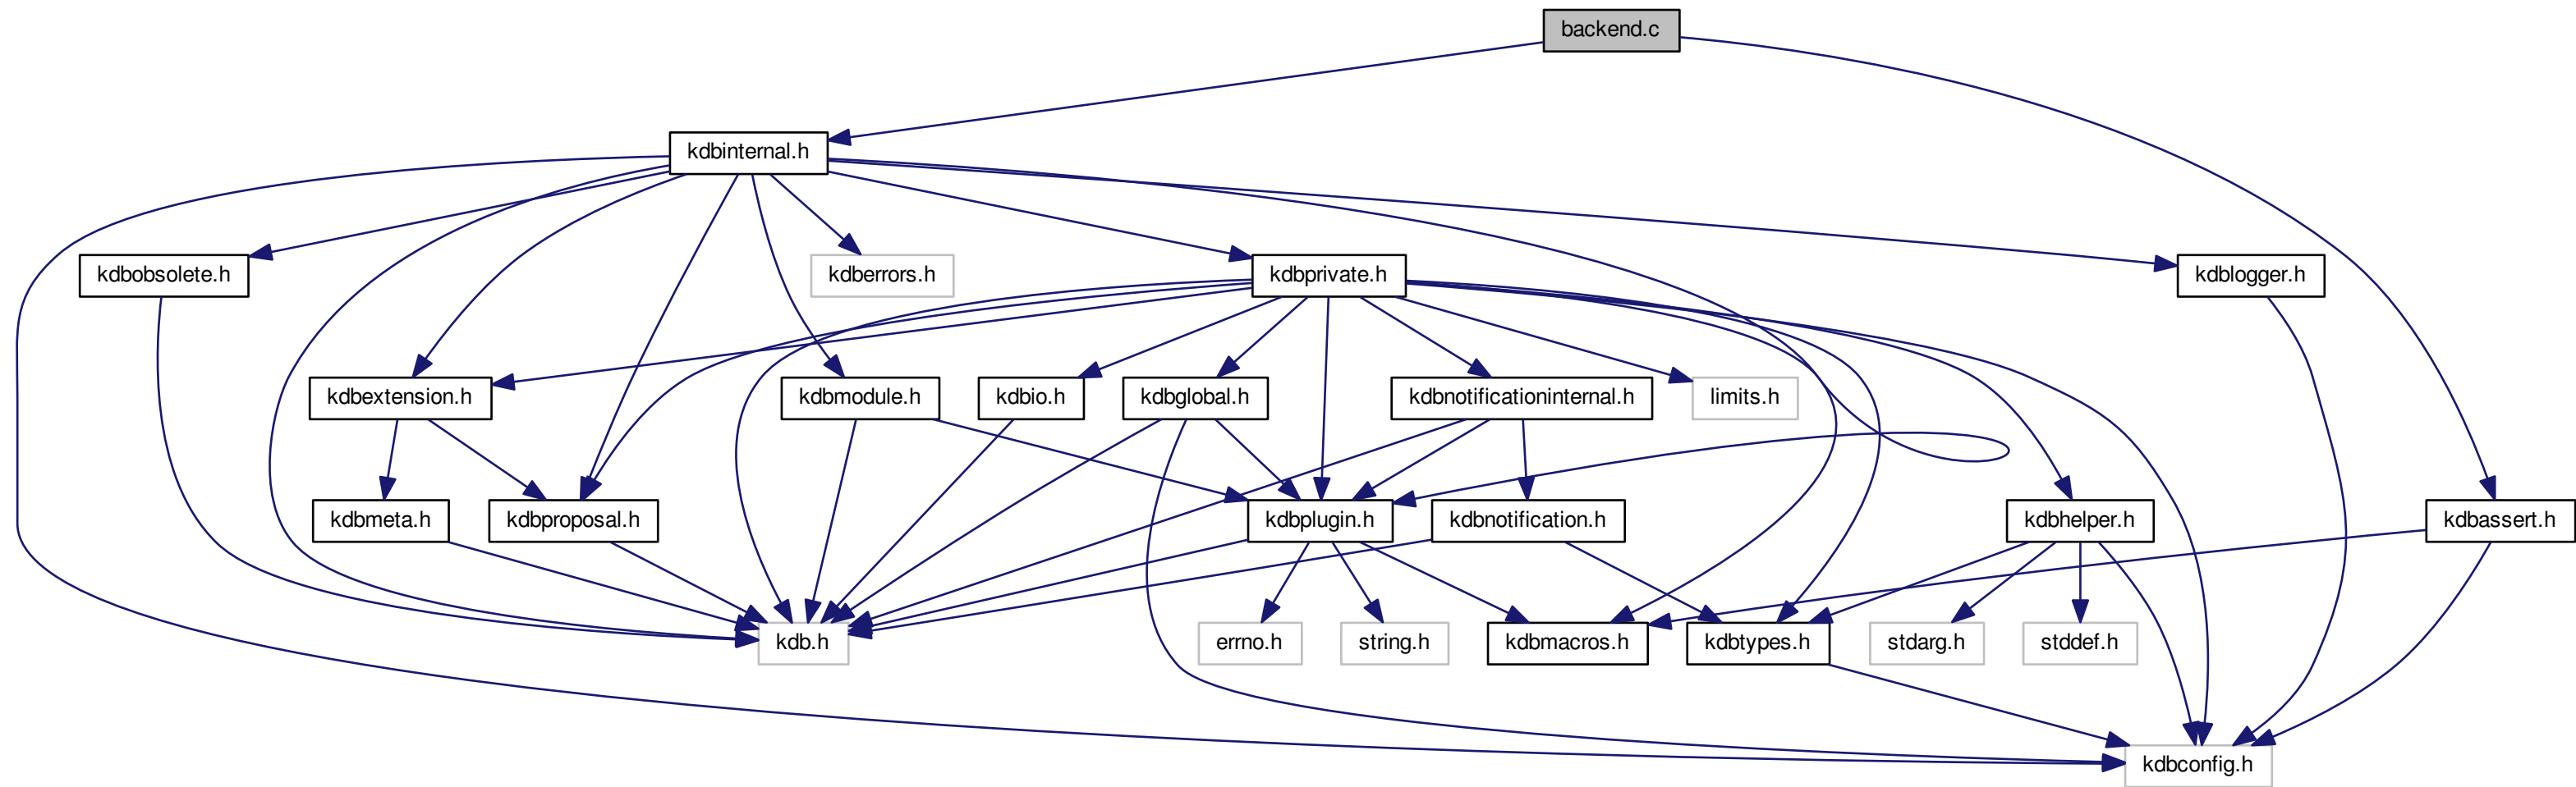 backend.c
kdbinternal.h
kdbobsolete.h
kdberrors.h
kdbprivate.h
kdblogger.h
kdbextension.h
kdbmodule.h
kdbio.h
kdbglobal.h
kdbnotificationinternal.h
limits.h
kdbmeta.h
kdbproposal.h
kdbplugin.h
kdbnotification.h
kdbhelper.h
kdbassert.h
kdb.h
errno.h
string.h
kdbmacros.h
kdbtypes.h
stdarg.h
stddef.h
kdbconfig.h